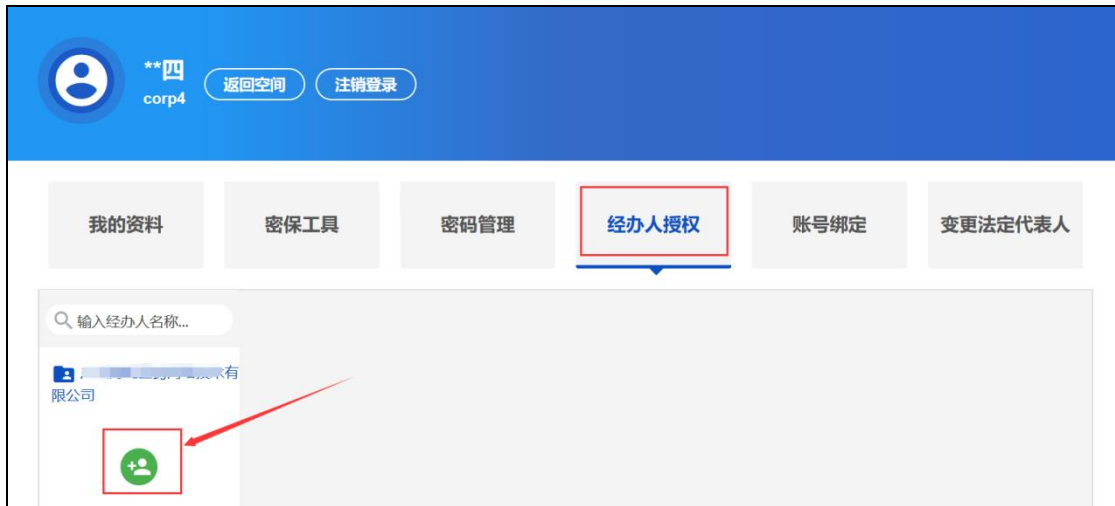 **四
corp4
返回空间
注销登录
我的资料
密保工具
密码管理
经办人授权
账号绑定
变更法定代表人
输入经办人名称...
有
限公司